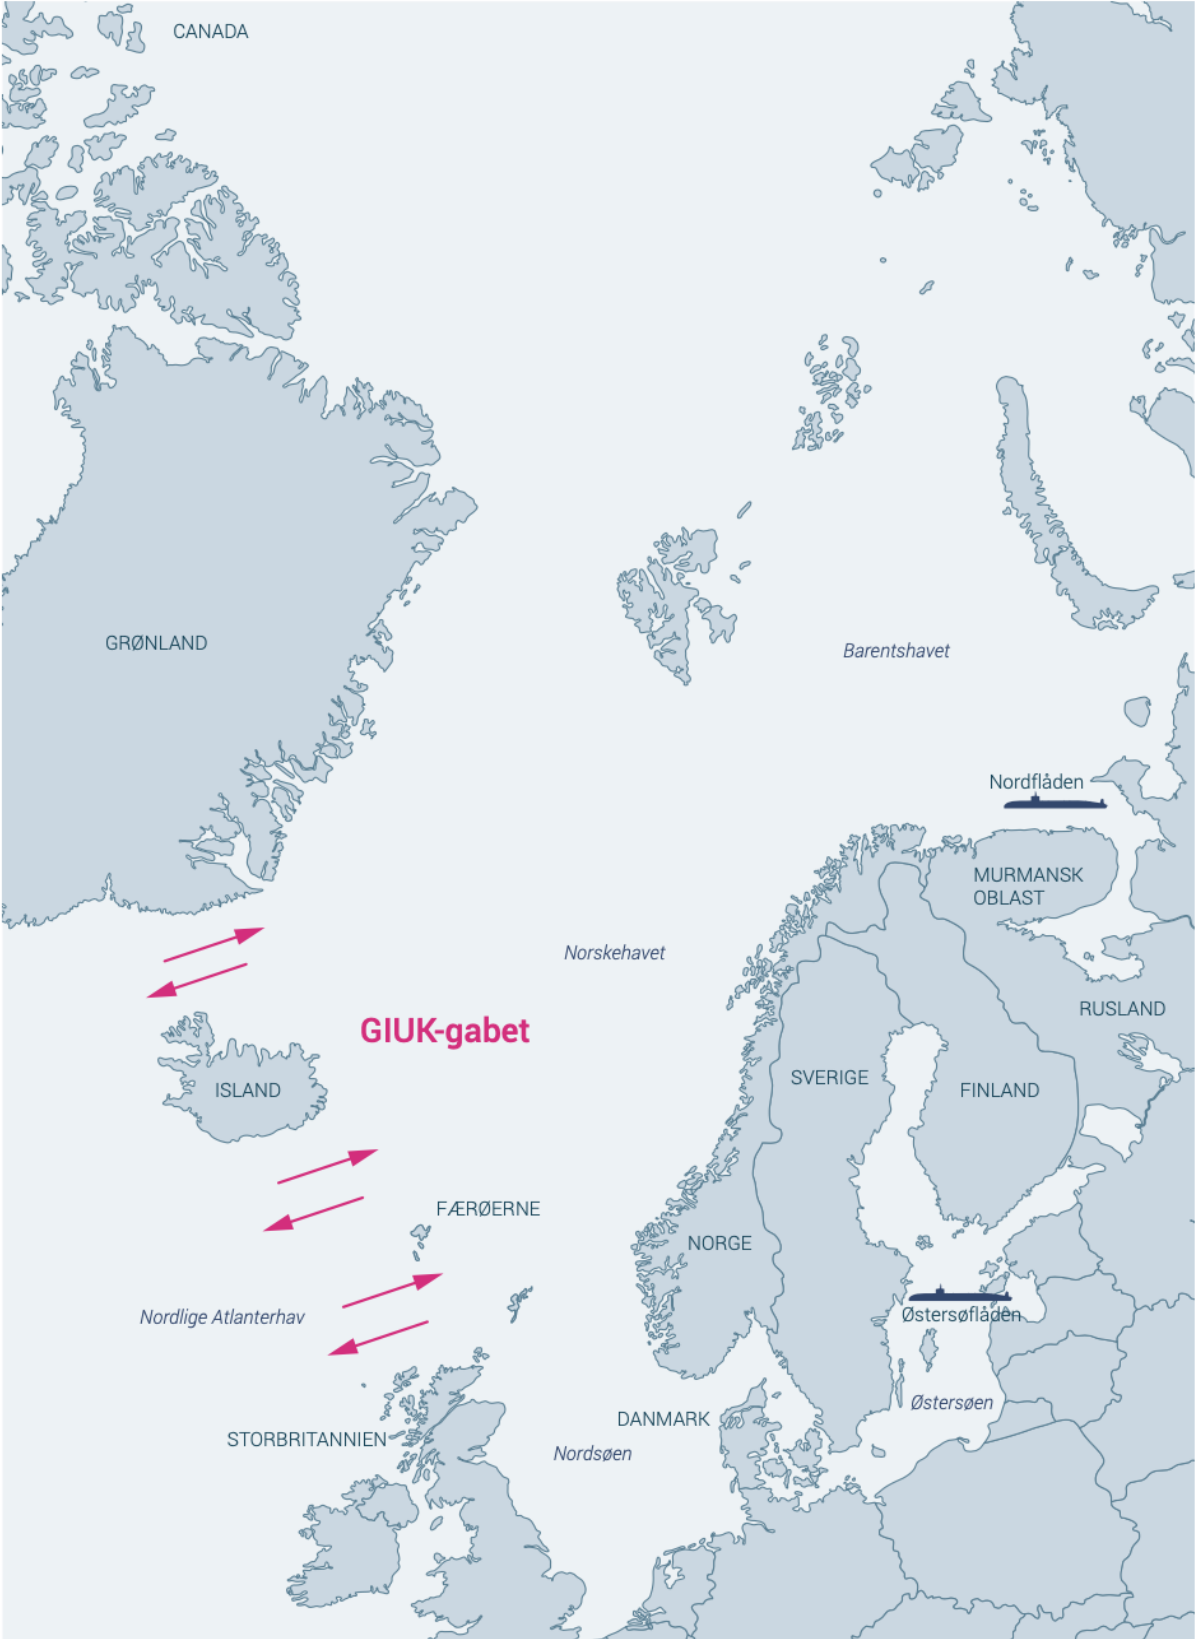 CANADA
GRØNLAND
Barentshavet
Nordflåden
MURMANSK
OBLAST
Norskehavet
RUSLAND
GIUK-gabet
ISLAND
SVERIGE
FINLAND
FÆRØERNE
NORGE
Nordlige Atlanterhav
Østersøflåden
Østersøen
DANMARK
STORBRITANNIEN
Nordsøen